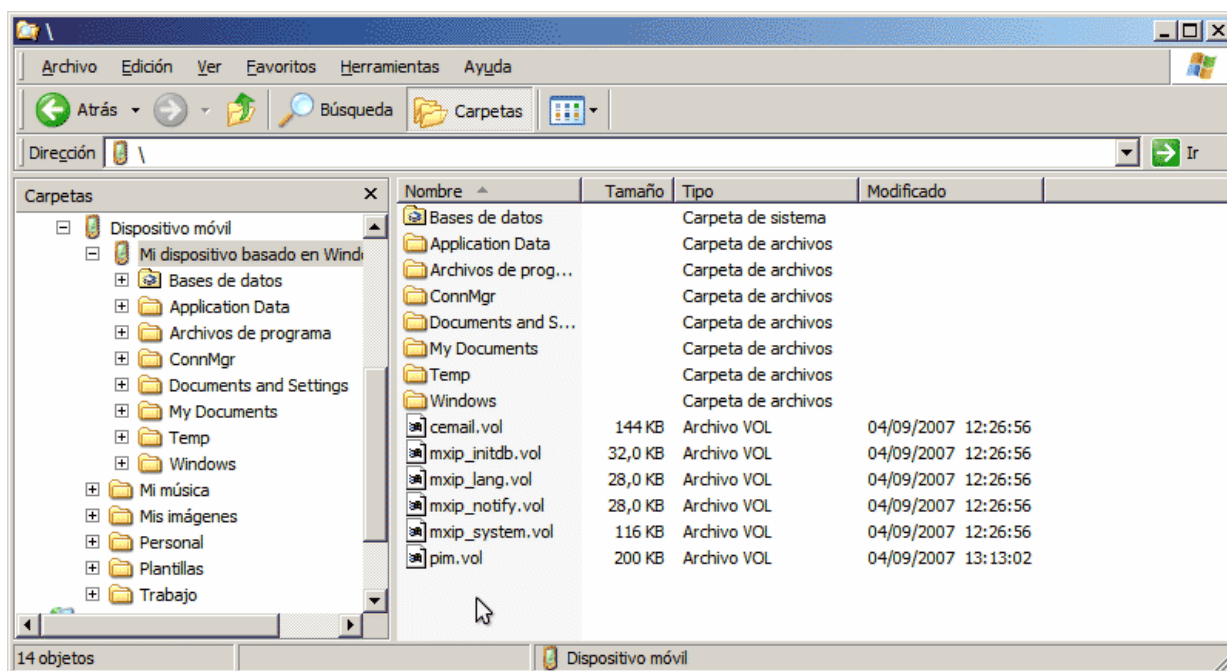 \
Archivo Edición Ver Favoritos Herramientas Ayuda
Atrás Búsqueda Carpetas
Dirección \ Ir
Carpetas x
Dispositivo móvil
Mi dispositivo basado en Windo
Bases de datos
Application Data
Archivos de programa
ConnMgr
Documents and Settings
My Documents
Temp
Windows
Mi música
Mis imágenes
Personal
Plantillas
Trabajo
Nombre Tamaño Tipo Modificado
Bases de datos Carpeta de sistema
Application Data Carpeta de archivos
Archivos de prog... Carpeta de archivos
ConnMgr Carpeta de archivos
Documents and S... Carpeta de archivos
My Documents Carpeta de archivos
Temp Carpeta de archivos
Windows Carpeta de archivos
cemail.vol 144 KB Archivo VOL 04/09/2007 12:26:56
mxip_initdb.vol 32,0 KB Archivo VOL 04/09/2007 12:26:56
mxip_lang.vol 28,0 KB Archivo VOL 04/09/2007 12:26:56
mxip_notify.vol 28,0 KB Archivo VOL 04/09/2007 12:26:56
mxip_system.vol 116 KB Archivo VOL 04/09/2007 12:26:56
pim.vol 200 KB Archivo VOL 04/09/2007 13:13:02
14 objetos Dispositivo móvil